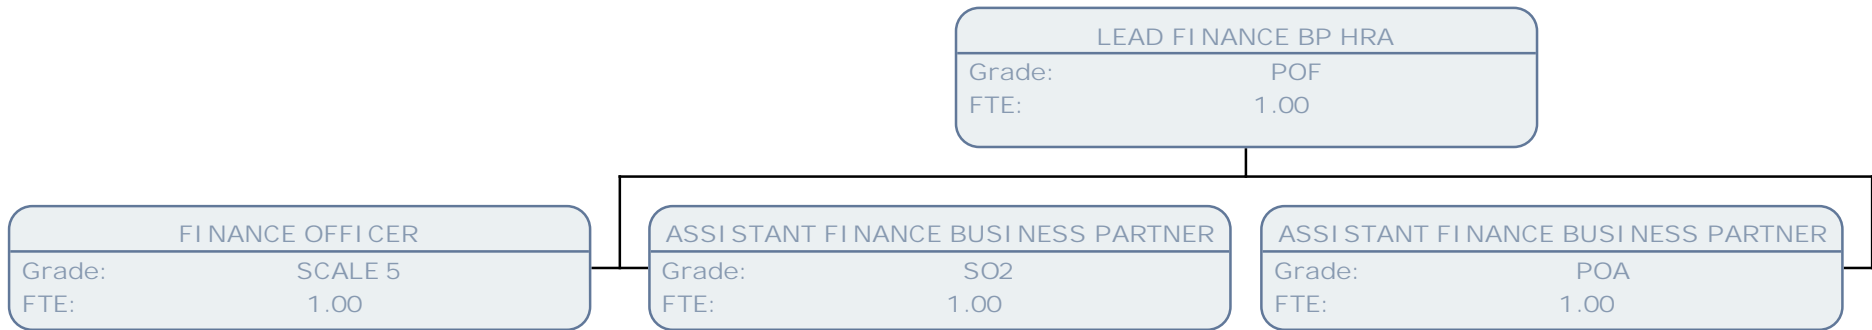 LEAD FINANCE BP HRA
Grade: POF
FTE: 1.00
FINANCE OFFICER
Grade: SCALE 5
FTE: 1.00
ASSISTANT FINANCE BUSINESS PARTNER
Grade: SO2
FTE: 1.00
ASSISTANT FINANCE BUSINESS PARTNER
Grade: POA
FTE: 1.00